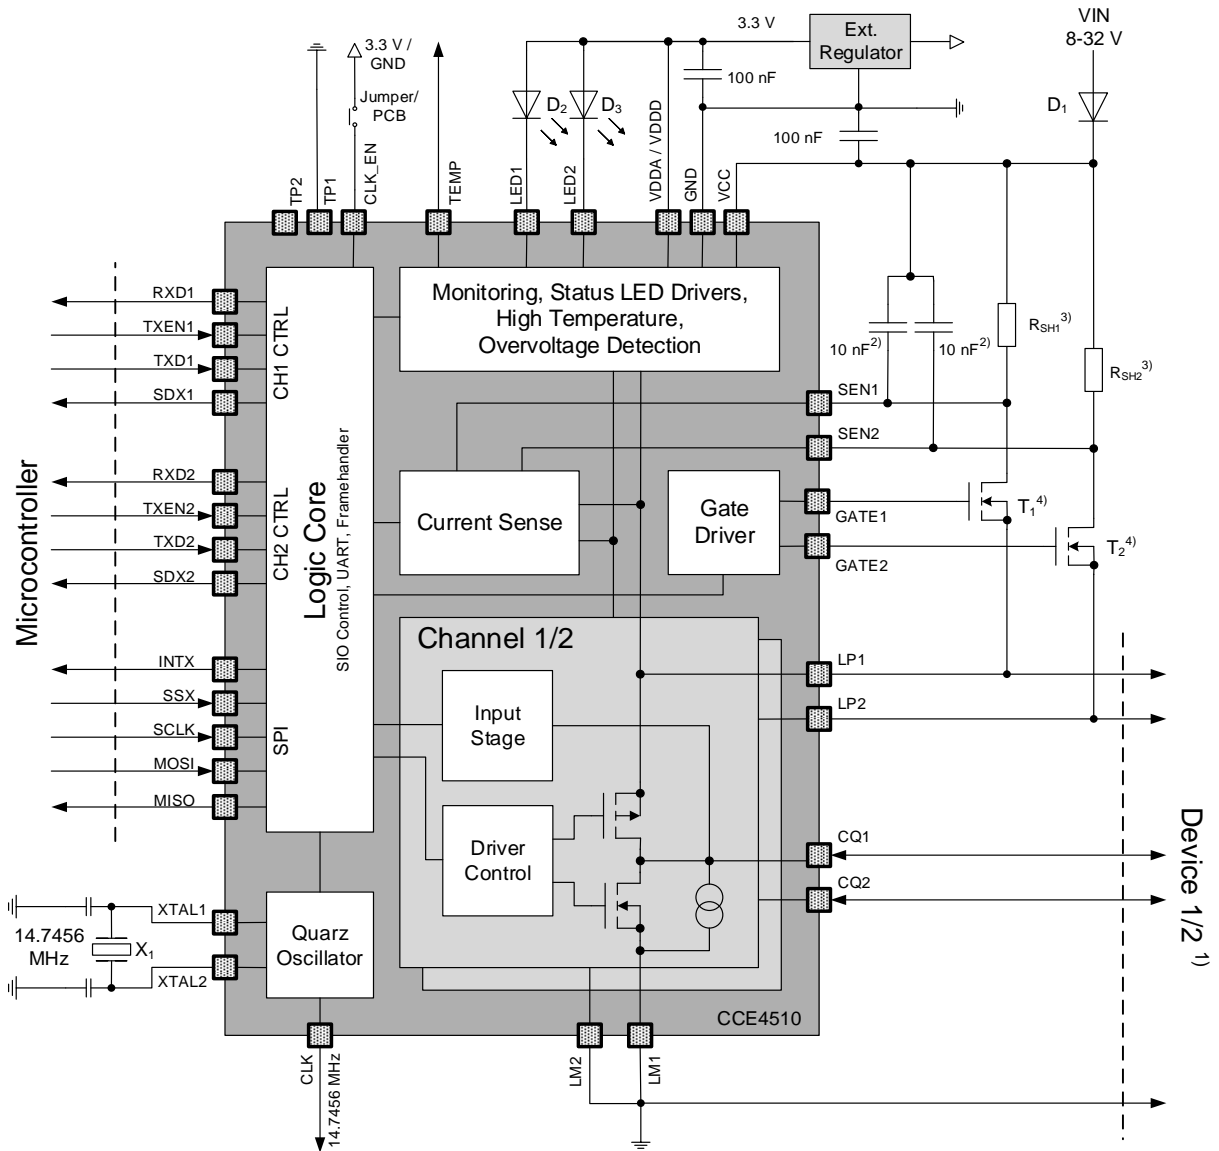 VIN
8-32 V
3.3 V
Ext.
Regulator
3.3 V /
GND
Jumper/
PCB
100 nF
100 nF
D1
D2
D3
TP2
TP1
CLK_EN
TEMP
LED1
LED2
VDDA / VDDD
GND
VCC
Monitoring, Status LED Drivers,
High Temperature,
Overvoltage Detection
RXD1
TXEN1
TXD1
SDX1
CH1 CTRL
RXD2
TXEN2
TXD2
SDX2
CH2 CTRL
Microcontroller
Logic Core
SIO Control, UART, Framehandler
INTX
SSX
SCLK
MOSI
MISO
SPI
10 nF2)
10 nF2)
RSH13)
RSH23)
SEN1
SEN2
Current Sense
Gate
Driver
GATE1
GATE2
T14)
T24)
Channel 1/2
LP1
LP2
Input
Stage
Driver
Control
CQ1
CQ2
Device 1/2 1)
XTAL1
14.7456
MHz
X1
XTAL2
Quarz
Oscillator
CCE4510
CLK
14.7456 MHz
LM2
LM1